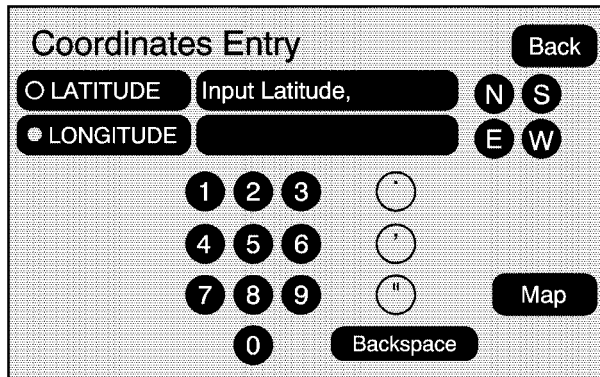 Coordinates Entry Back
LATITUDE Input Latitude, N S
LONGITUDE E W
1 2 3 °
4 5 6 '
7 8 9 " Map
0 Backspace